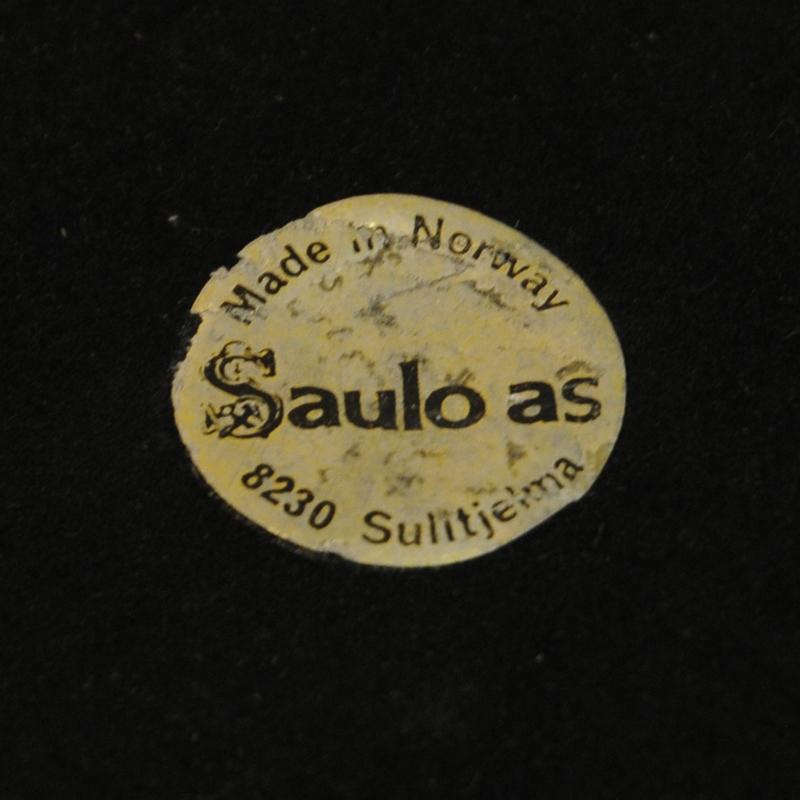 Made in Norway
Saulo as
8230 Sulitjelma